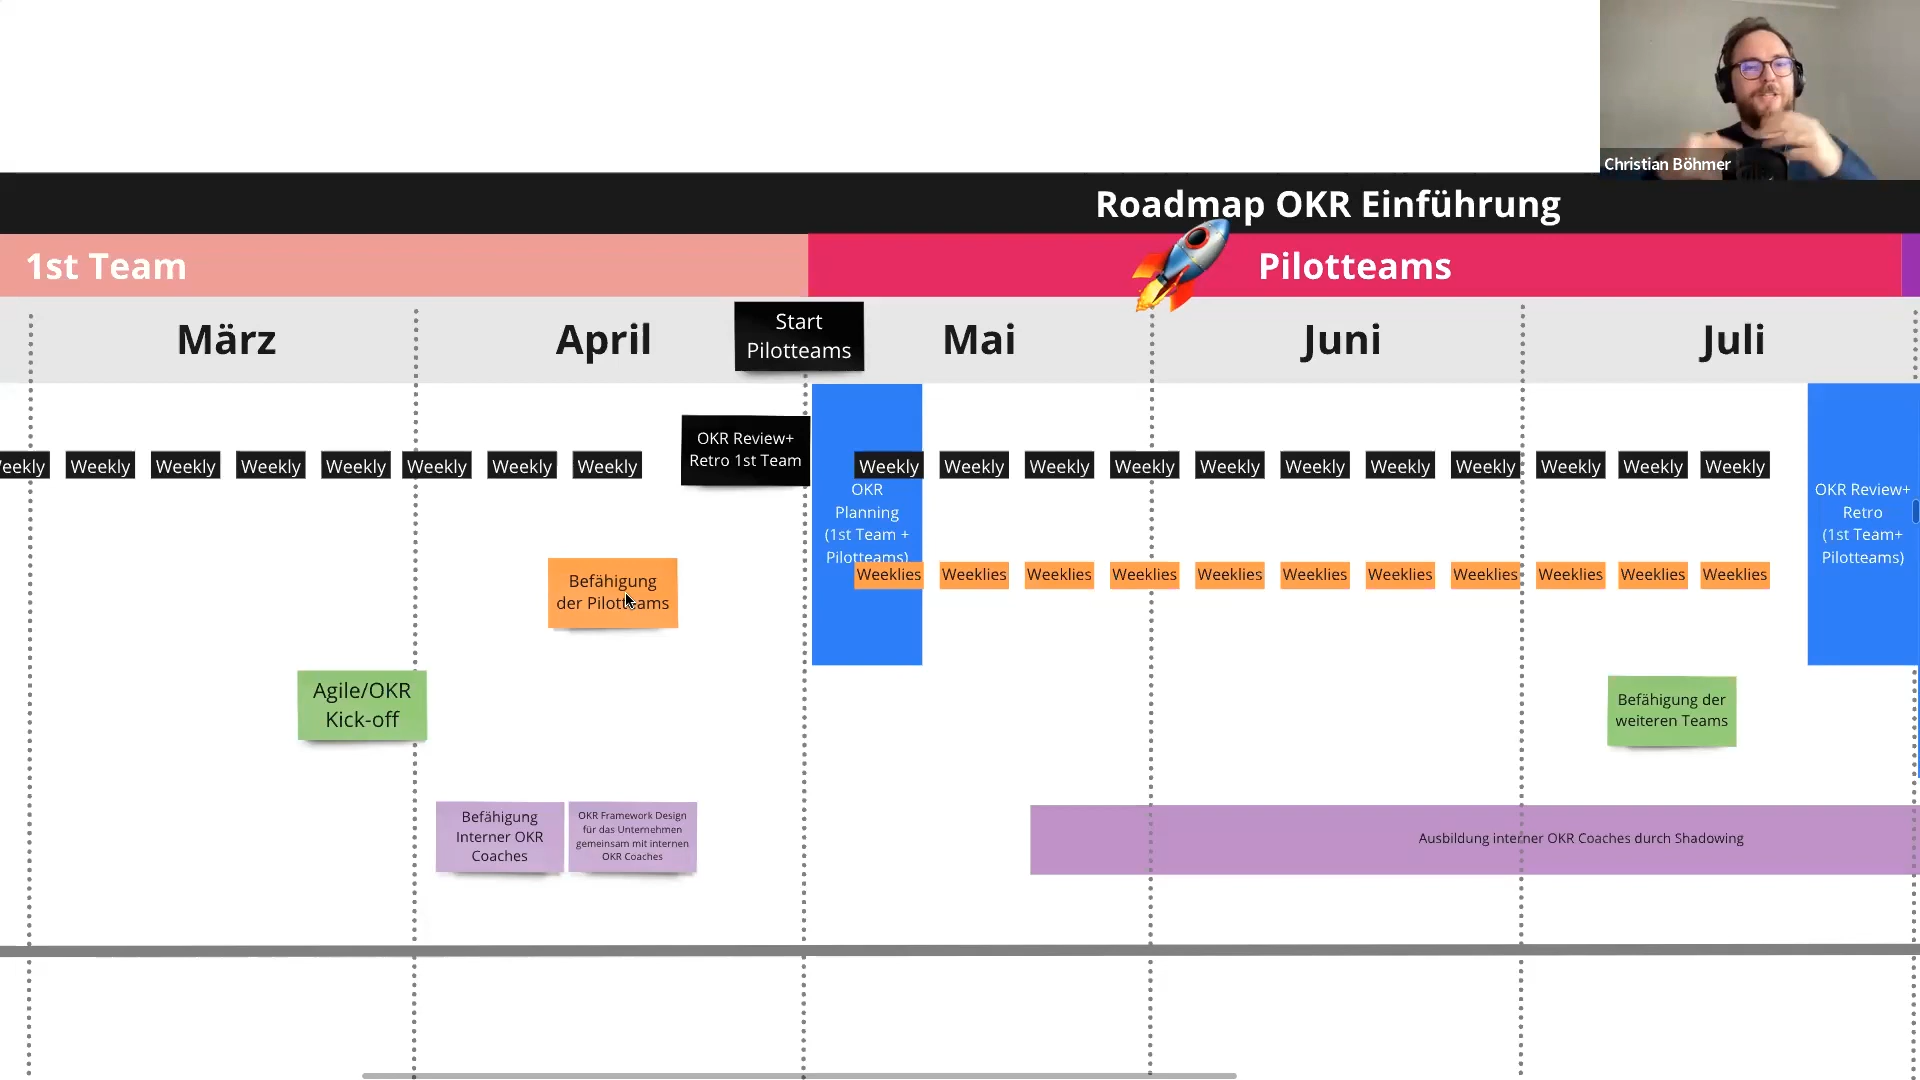 Christian Böhmer
Roadmap OKR Einführung
1st Team
Pilotteams
März
April
Start
Pilotteams
Mai
Juni
Juli
OKR Review+
Retro 1st Team
Weekly Weekly Weekly Weekly Weekly Weekly Weekly
Weekly Weekly Weekly Weekly Weekly Weekly Weekly Weekly Weekly Weekly Weekly
OKR
Planning
(1st Team +
Pilotteams)
OKR Review+
Retro
(1st Team+
Pilotteams)
Befähigung
der Pilotteams
Weeklies Weeklies Weeklies Weeklies Weeklies Weeklies Weeklies Weeklies Weeklies Weeklies Weeklies
Agile/OKR
Kick-off
Befähigung der
weiteren Teams
Befähigung
Interner OKR
Coaches
OKR Framework Design
für das Unternehmen
gemeinsam mit internen
OKR Coaches
Ausbildung interner OKR Coaches durch Shadowing